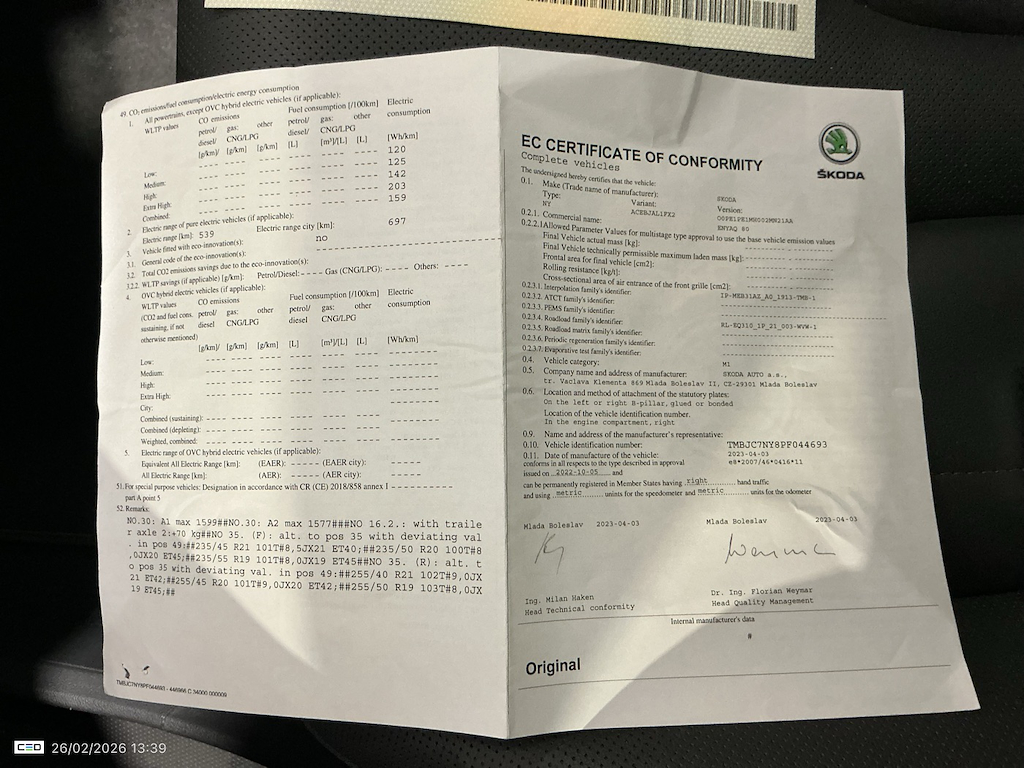 49. CO₂ emissions/fuel consumption/electric energy consumption
1. All powertrains, except OVC hybrid electric vehicles (if applicable):
WLTP values CO emissions Fuel consumption [/100km] Electric
petrol/ gas: other petrol/ gas: other consumption
diesel/ CNG/LPG diesel/ CNG/LPG
[g/km]/ [g/km] [g/km] [L] [m³]/[L] [L] [Wh/km]
Low: ---- ---- ---- ---- ---- ---- 120
Medium: ---- ---- ---- ---- ---- ---- 125
High: ---- ---- ---- ---- ---- ---- 142
Extra High: ---- ---- ---- ---- ---- ---- 203
Combined: ---- ---- ---- ---- ---- ---- 159
2. Electric range of pure electric vehicles (if applicable):
Electric range [km]: 539 Electric range city [km]: 697
3. Vehicle fitted with eco-innovation(s): no
3.1. General code of the eco-innovation(s):
3.2. Total CO2 emissions savings due to the eco-innovation(s):
3.2.2. WLTP savings (if applicable) [g/km]: Petrol/Diesel: ---- Gas (CNG/LPG): ---- Others: ----
4. OVC hybrid electric vehicles (if applicable):
WLTP values CO emissions Fuel consumption [/100km] Electric
(CO2 and fuel cons. petrol/ gas: other petrol/ gas: other consumption
sustaining, if not diesel CNG/LPG diesel CNG/LPG
otherwise mentioned)
[g/km] [g/km] [g/km] [L] [m³]/[L] [L] [Wh/km]
Low:
Medium:
High:
Extra High:
City:
Combined (sustaining):
Combined (depleting):
Weighted, combined:
5. Electric range of OVC hybrid electric vehicles (if applicable):
Equivalent All Electric Range [km]: (EAER): ----- (EAER city): -----
All Electric Range [km]: (AER): ----- (AER city): -----
51. For special purpose vehicles: Designation in accordance with CR (CE) 2018/858 annex I
part A point 5
52. Remarks:
NO.30: A1 max 1599##NO.30: A2 max 1577###NO 16.2.: with traile
r axle 2:+70 kg##NO 35. (F): alt. to pos 35 with deviating val
. in pos 49:##235/45 R21 101T#8,5JX21 ET40;##235/50 R20 100T#8
,0JX20 ET45;##235/55 R19 101T#8,0JX19 ET45##NO 35. (R): alt. t
o pos 35 with deviating val. in pos 49:##255/40 R21 102T#9,0JX
21 ET42;##255/45 R20 101T#9,0JX20 ET42;##255/50 R19 103T#8,0JX
19 ET45;##
TMBJC7NY8PF044693 - 446966 C 34000 000009
ŠKODA
EC CERTIFICATE OF CONFORMITY
Complete vehicles
The undersigned hereby certifies that the vehicle:
0.1. Make (Trade name of manufacturer): SKODA
Type: Variant: Version:
NY ACEBJAL1FX2 O0PE1PE1MH002MN21AA
0.2.1. Commercial name: ENYAQ 80
0.2.2.1Allowed Parameter Values for multistage type approval to use the base vehicle emission values
Final Vehicle actual mass [kg]:
Final Vehicle technically permissible maximum laden mass [kg]:
Frontal area for final vehicle [cm2]:
Rolling resistance [kg/t]:
Cross-sectional area of air entrance of the front grille [cm2]:
0.2.3.1. Interpolation family's identifier: IP-MEB31AZ_A0_1913-TMB-1
0.2.3.2. ATCT family's identifier:
0.2.3.3. PEMS family's identifier:
0.2.3.4. Roadload family's identifier: RL-EQ310_1P_21_003-WVW-1
0.2.3.5. Roadload matrix family's identifier:
0.2.3.6. Periodic regeneration family's identifier:
0.2.3.7. Evaporative test family's identifier:
0.4. Vehicle category: M1
0.5. Company name and address of manufacturer: SKODA AUTO a.s.,
tr. Vaclava Klementa 869 Mlada Boleslav II, CZ-29301 Mlada Boleslav
0.6. Location and method of attachment of the statutory plates:
On the left or right B-pillar, glued or bonded
Location of the vehicle identification number.
In the engine compartment, right
0.9. Name and address of the manufacturer's representative:
0.10. Vehicle identification number: TMBJC7NY8PF044693
0.11. Date of manufacture of the vehicle: 2023-04-03
conforms in all respects to the type described in approval e8*2007/46*0416*11
issued on 2022-10-05 and
can be permanently registered in Member States having right hand traffic
and using metric uninits for the speedometer and metric units for the odometer
Mlada Boleslav 2023-04-03 Mlada Boleslav 2023-04-03
Ing. Milan Haken Dr. Ing. Florian Weymar
Head Technical conformity Head Quality Management
Internal manufacturer's data
#
Original
CEO 26/02/2026 13:39